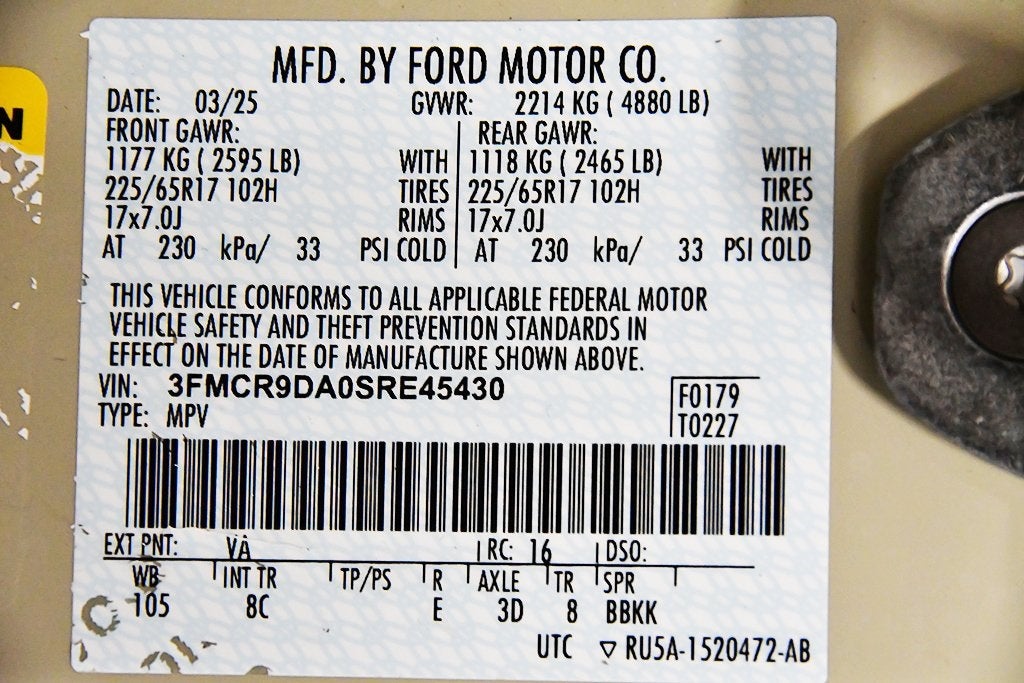 MFD. BY FORD MOTOR CO.
DATE: 03/25 GVWR: 2214 KG ( 4880 LB)
FRONT GAWR: REAR GAWR:
1177 KG ( 2595 LB) WITH 1118 KG ( 2465 LB) WITH
225/65R17 102H TIRES 225/65R17 102H TIRES
17x7.0J RIMS 17x7.0J RIMS
AT 230 kPa/ 33 PSI COLD AT 230 kPa/ 33 PSI COLD
THIS VEHICLE CONFORMS TO ALL APPLICABLE FEDERAL MOTOR
VEHICLE SAFETY AND THEFT PREVENTION STANDARDS IN
EFFECT ON THE DATE OF MANUFACTURE SHOWN ABOVE.
VIN: 3FMCR9DA0SRE45430
F0179
TYPE: MPV
T0227
EXT PNT: VA RC: 16 DSO:
WB INT TR TP/PS R AXLE TR SPR
105 8C E 3D 8 BBKK
UTC ▽ RU5A-1520472-AB
N